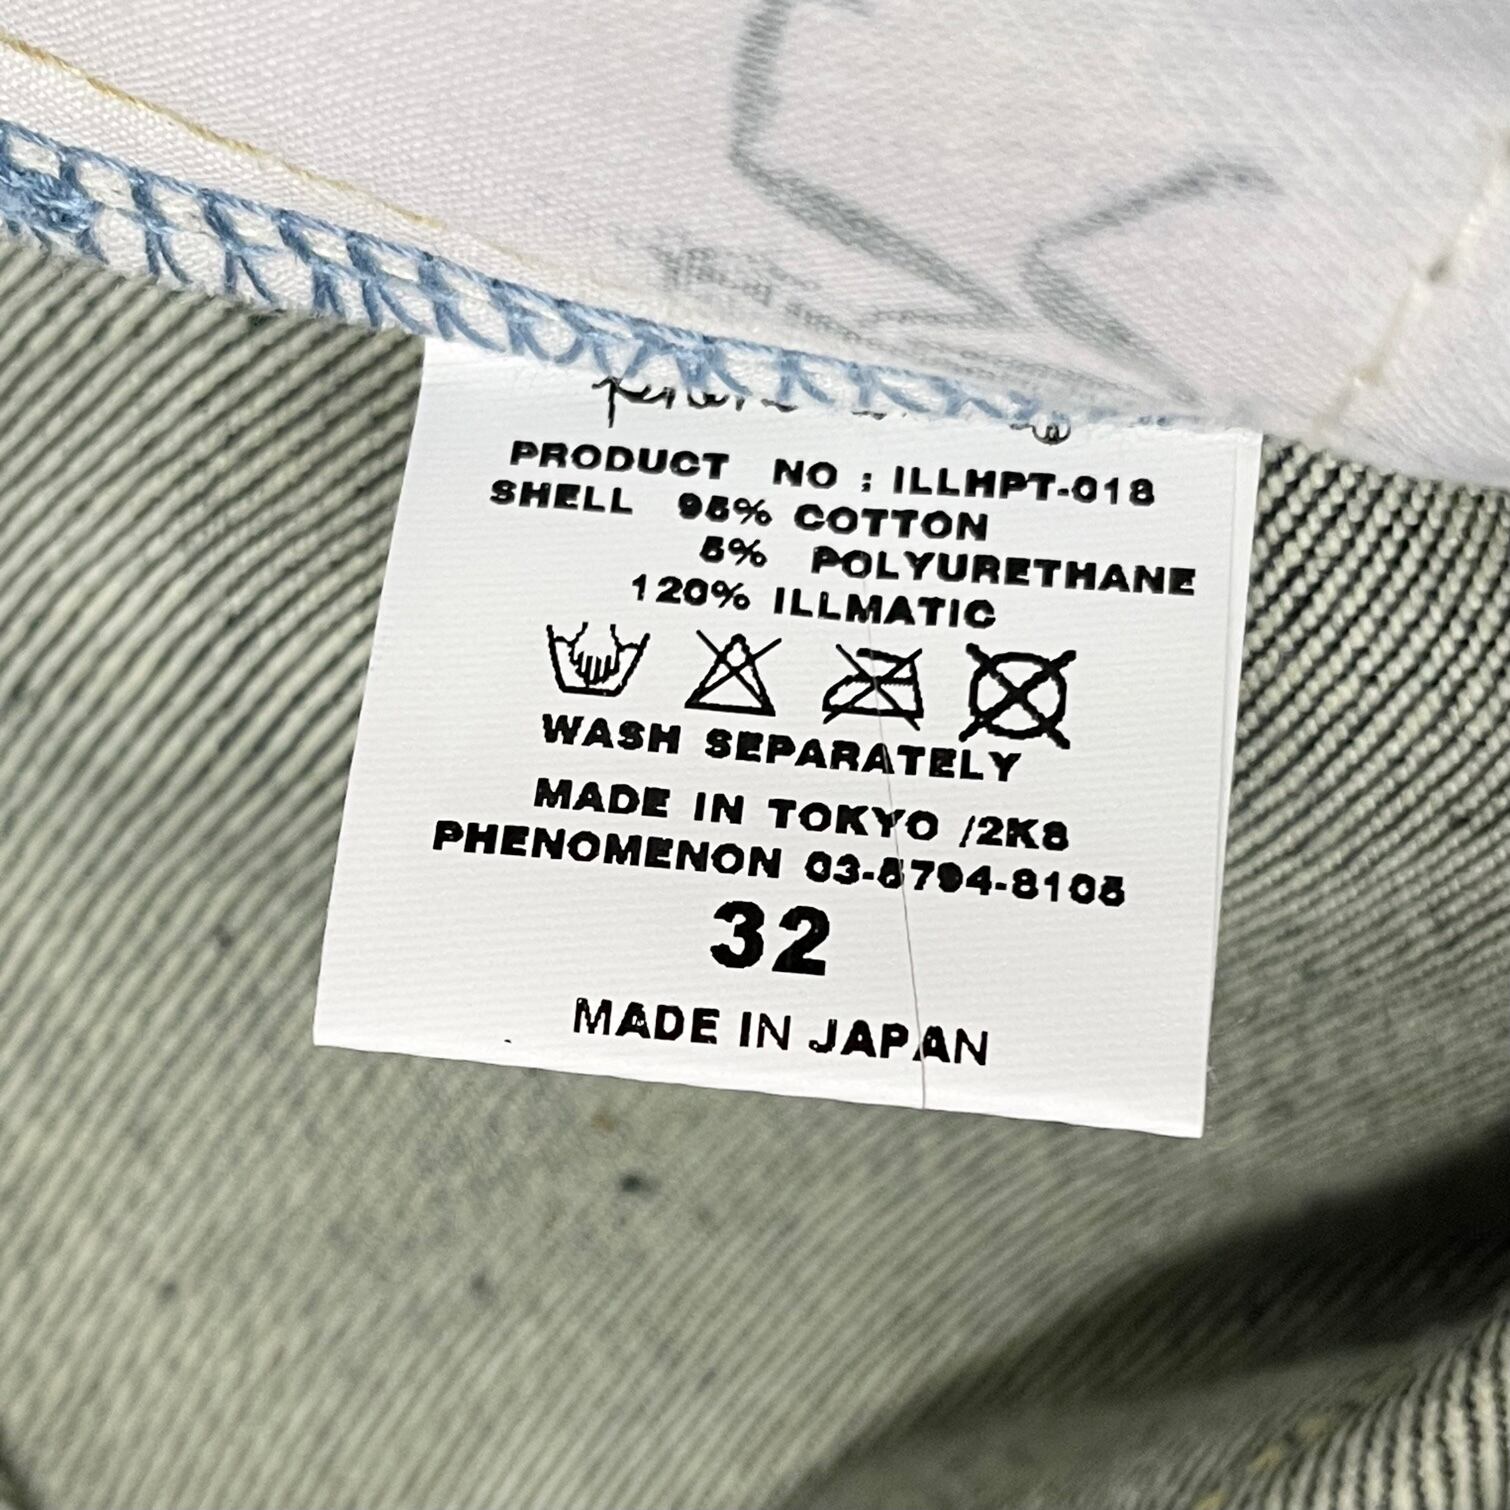 PRODUCT NO : ILLHPT-018
SHELL 95% COTTON
5% POLYURETHANE
120% ILLMATIC
WASH SEPARATELY
MADE IN TOKYO /2K8
PHENOMENON 03-5794-8105
32
MADE IN JAPAN